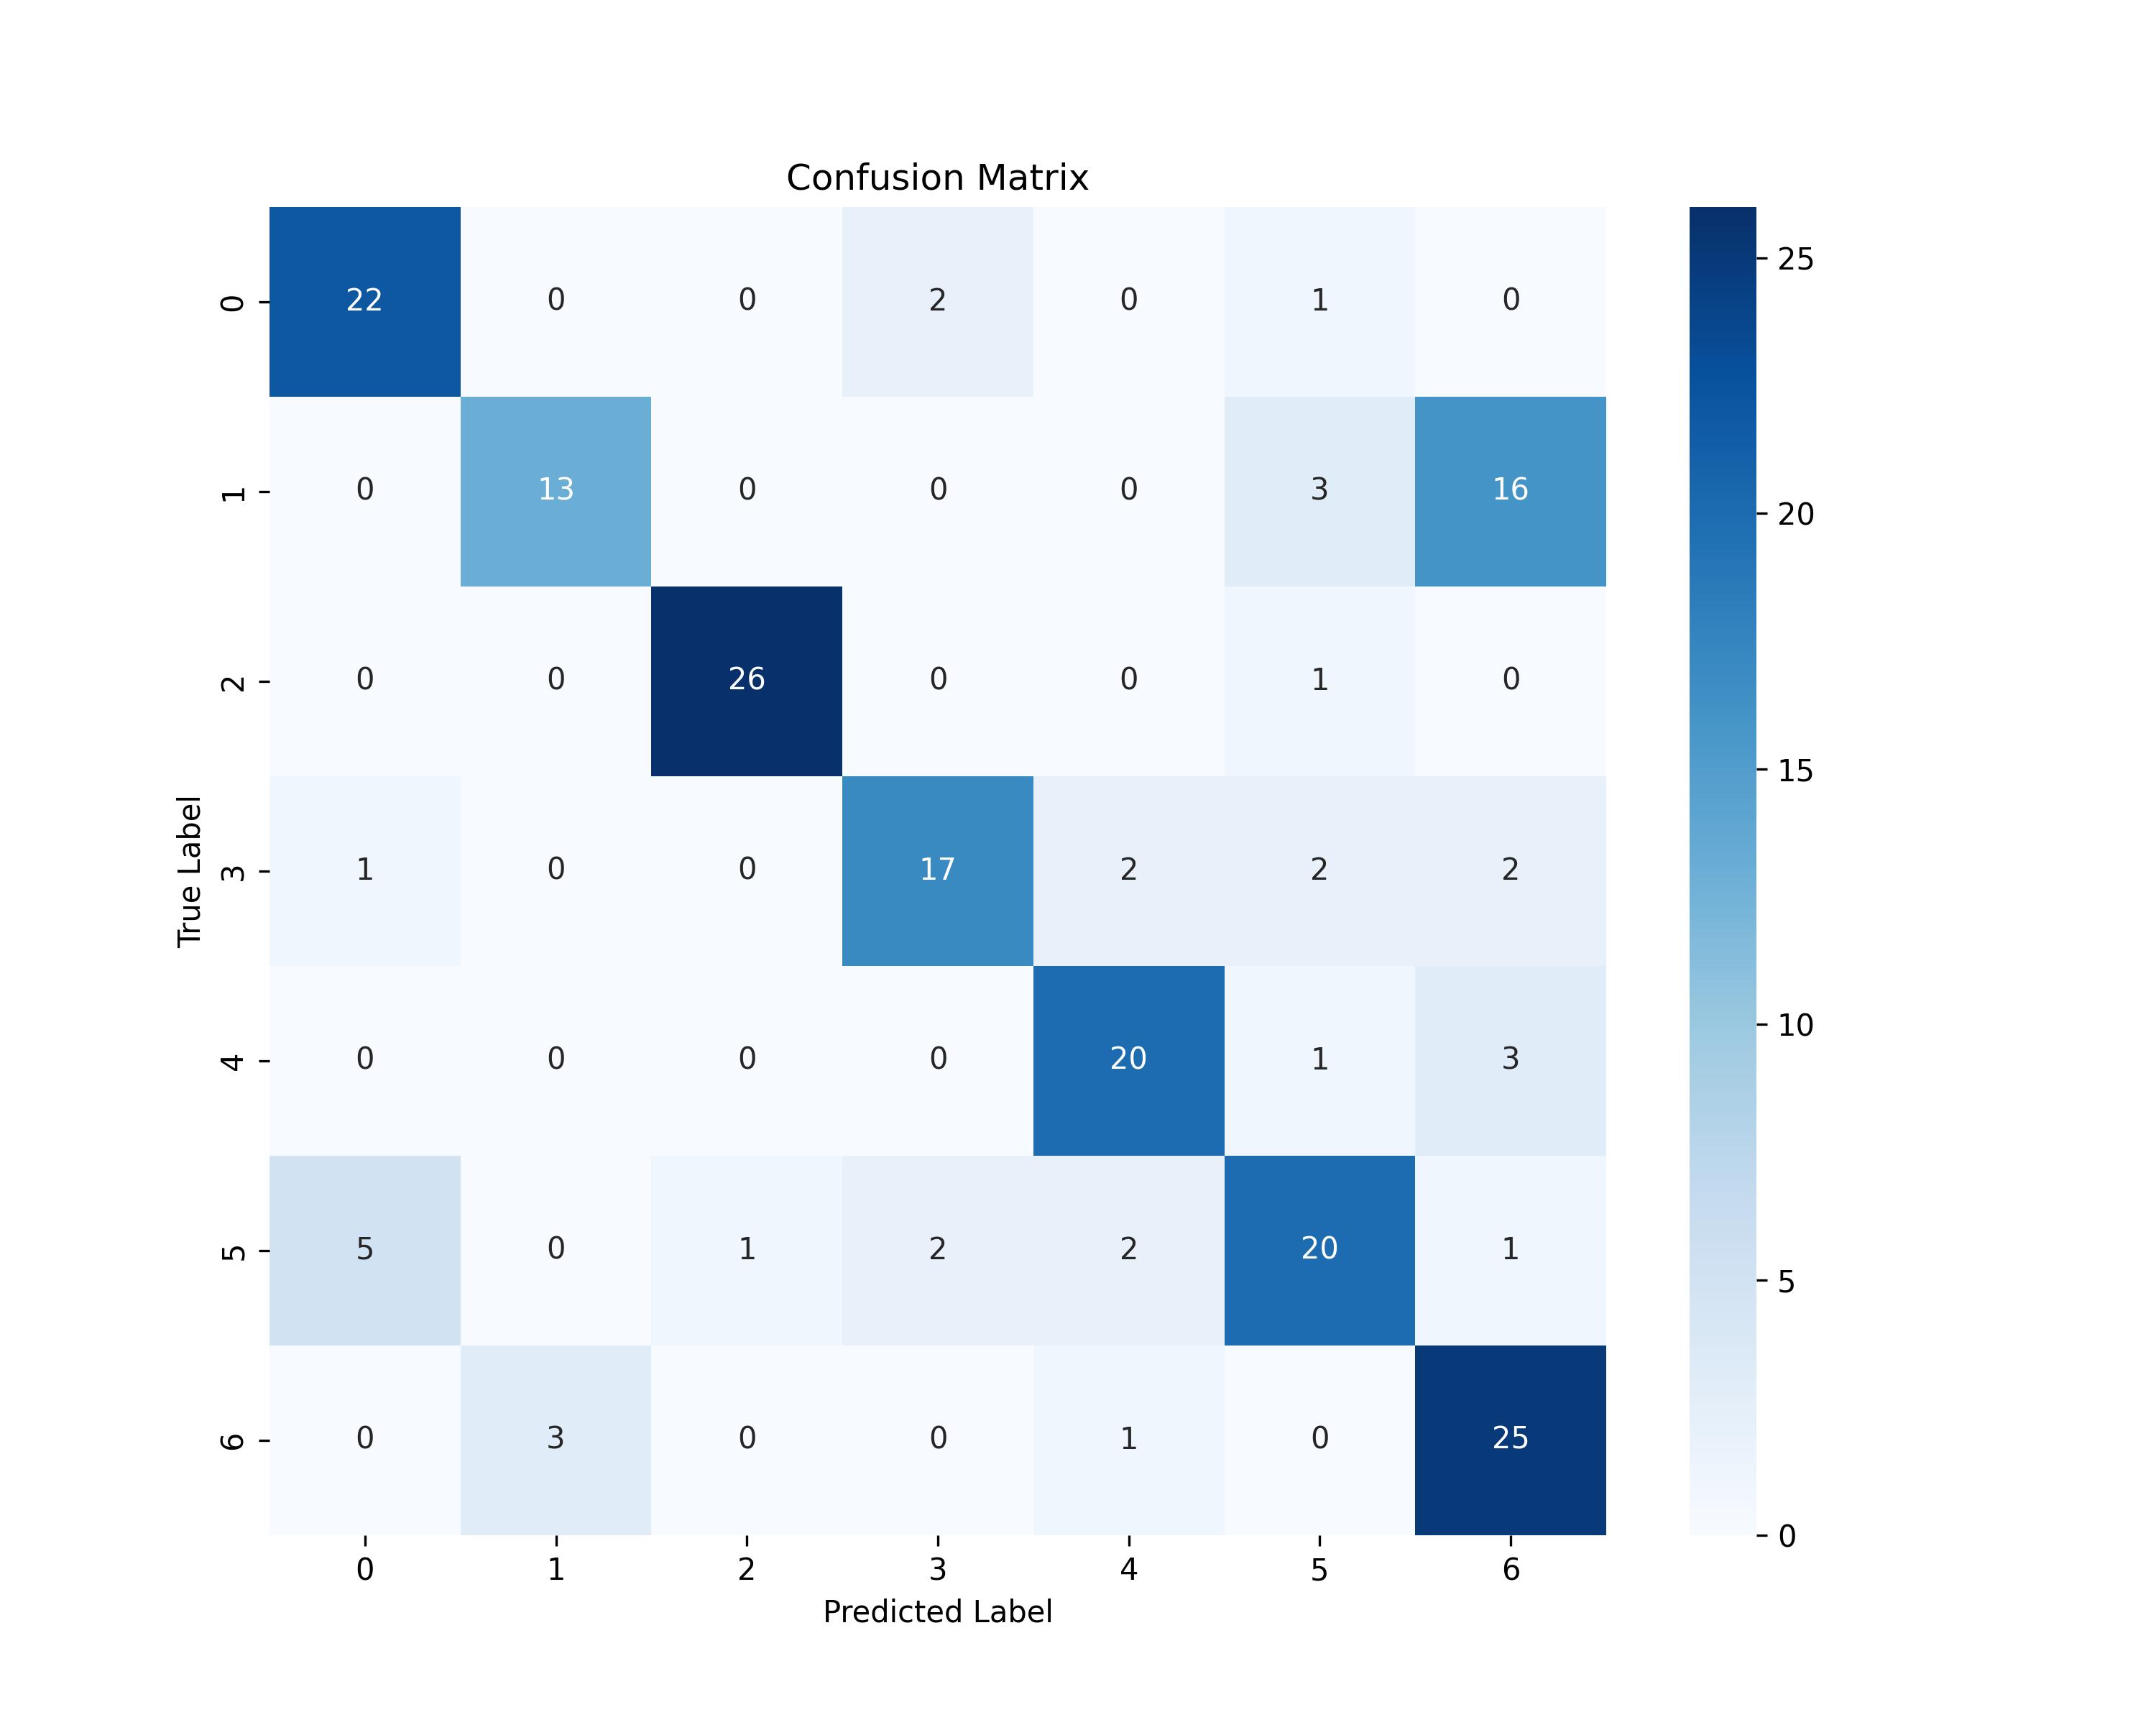 Confusion Matrix
0 22 0 0 2 0 1 0
1 0 13 0 0 0 3 16
2 0 0 26 0 0 1 0
3 1 0 0 17 2 2 2
4 0 0 0 0 20 1 3
5 5 0 1 2 2 20 1
6 0 3 0 0 1 0 25
0 1 2 3 4 5 6
Predicted Label
True Label
25
20
15
10
5
0